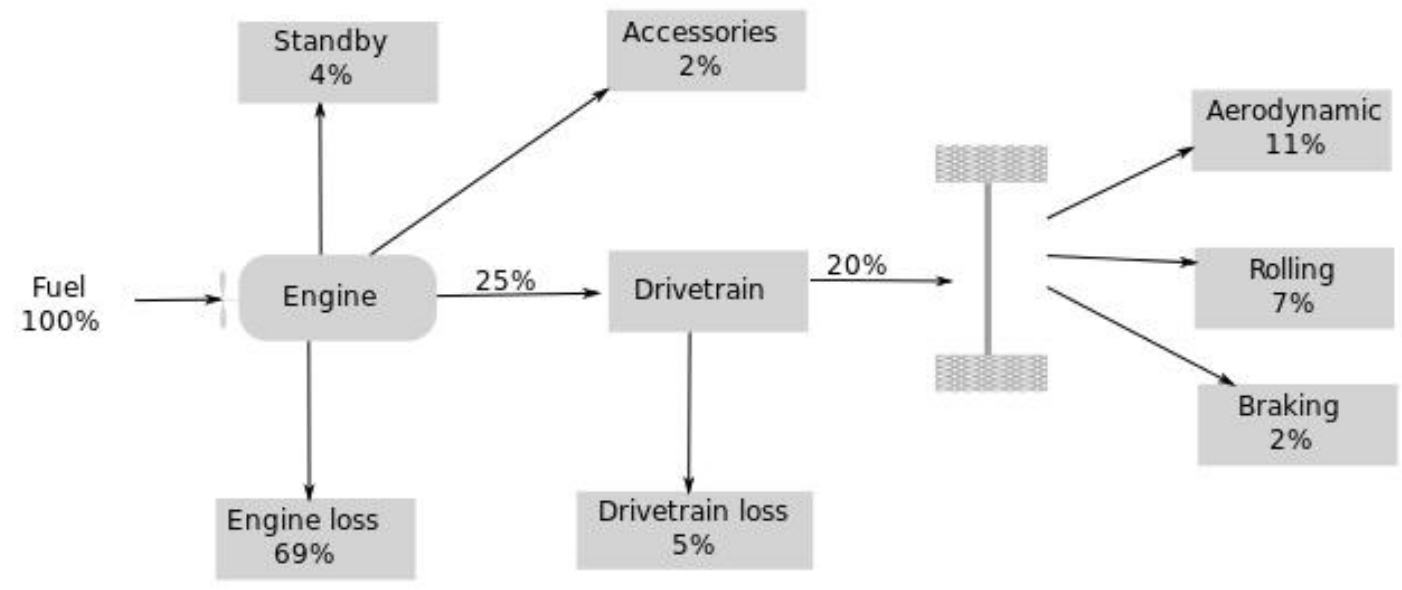 Standby
4%
Accessories
2%
Aerodynamic
11%
Fuel
100%
Engine
25%
Drivetrain
20%
Rolling
7%
Braking
2%
Engine loss
69%
Drivetrain loss
5%